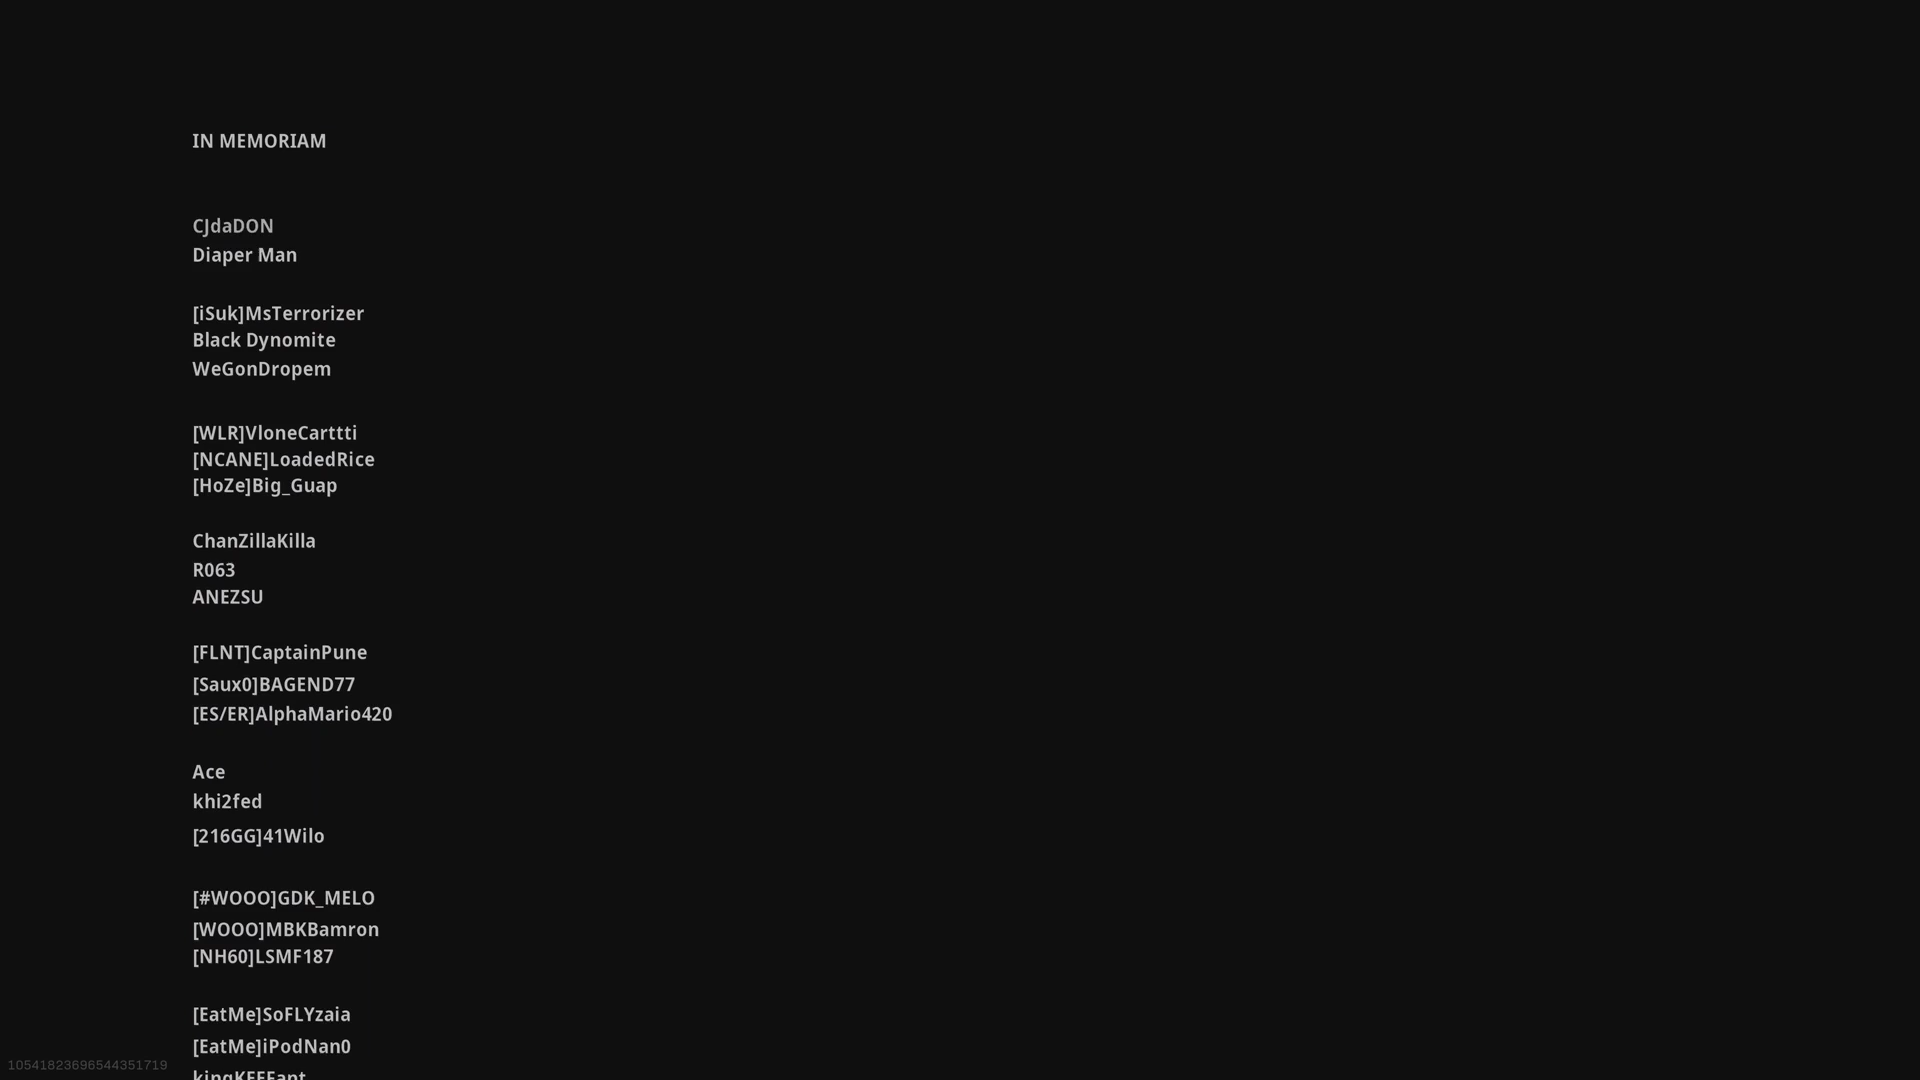 IN MEMORIAM
CJdaDON
Diaper Man
[iSuk]MsTerrorizer
Black Dynomite
WeGonDropem
[WLR]VloneCarttti
[NCANE]LoadedRice
[HoZe]Big_Guap
ChanZillaKilla
R063
ANEZSU
[FLNT]CaptainPune
[Saux0]BAGEND77
[ES/ER]AlphaMario420
Ace
khi2fed
[216GG]41Wilo
[#WOOO]GDK_MELO
[WOOO]MBKBamron
[NH60]LSMF187
[EatMe]SoFLYzaia
[EatMe]iPodNan0
10541823696544351719